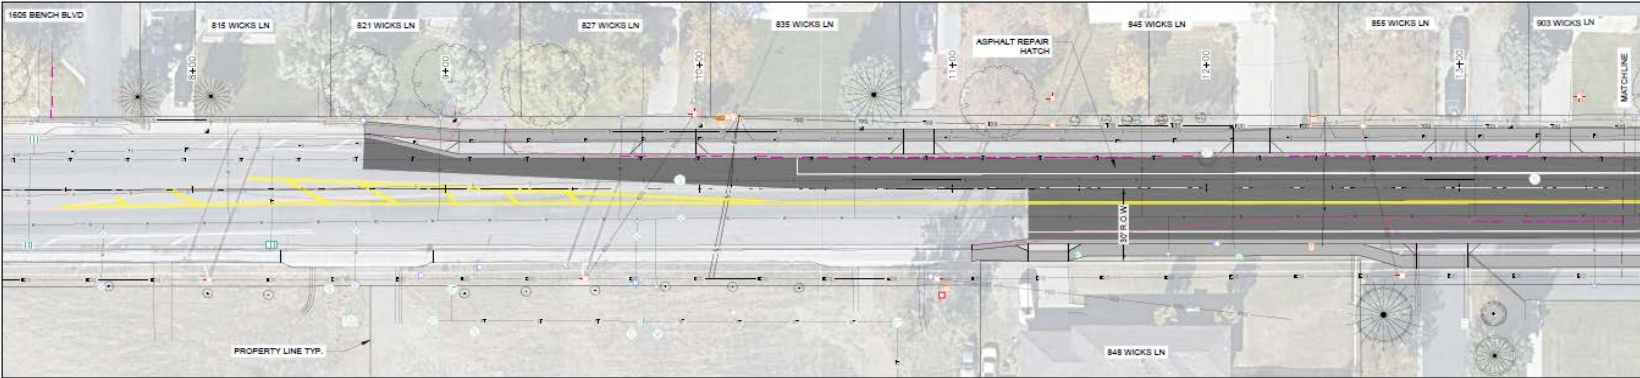 1605 BENCH BLVD
815 WICKS LN
821 WICKS LN
827 WICKS LN
835 WICKS LN
845 WICKS LN
855 WICKS LN
903 WICKS LN
ASPHALT REPAIR
HATCH
8+00
9+00
10+00
11+00
12+00
13+00
MATCHLINE
30' R.O.W
PROPERTY LINE TYP.
848 WICKS LN